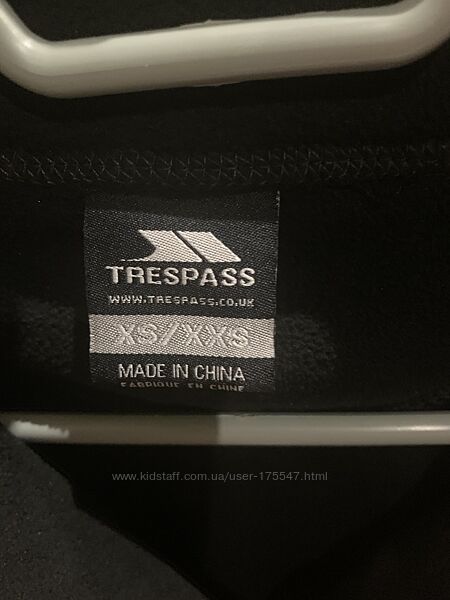 TRESPASS
WWW.TRESPASS.CO.UK
XS/XXS
MADE IN CHINA
FABRIQUE EN CHINE
www.kidstaff.com.ua/user-175547.html